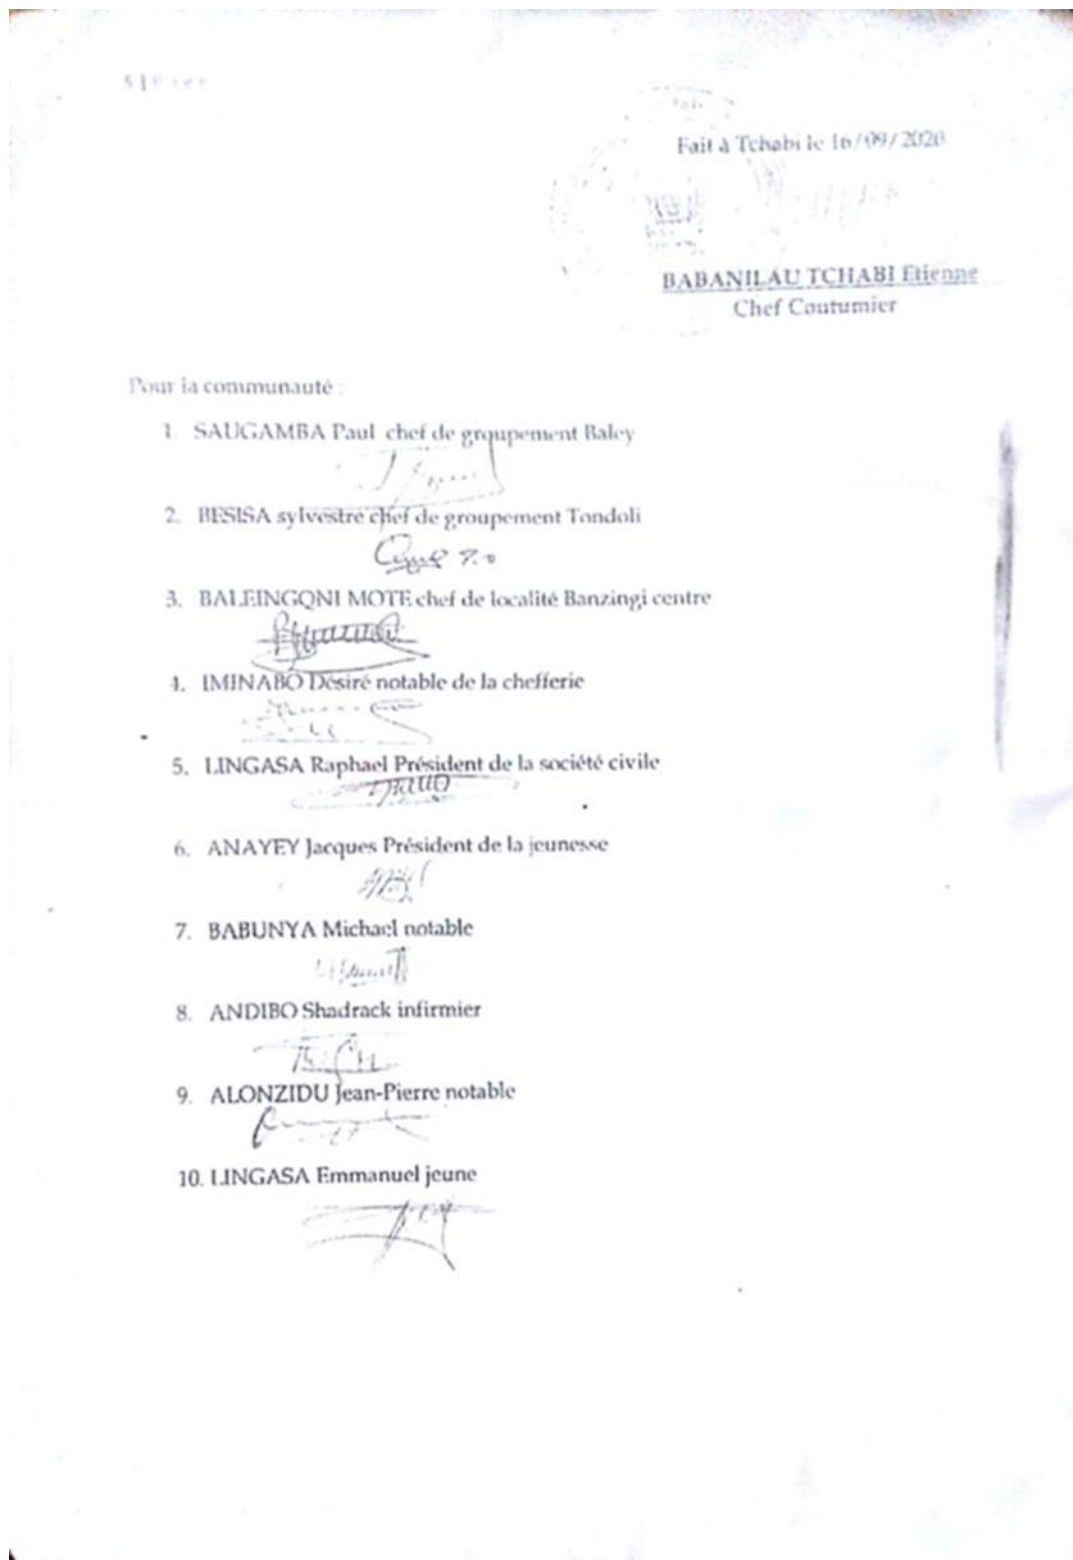 5 | Page
Fait à Tchabi le 16/09/2020
BABANILAU TCHABI Etienne
Chef Coutumier
Pour la communauté :
1. SAUGAMBA Paul chef de groupement Baley
2. BESISA sylvestre chef de groupement Tondoli
3. BALEINGONI MOTE chef de localité Banzingi centre
4. IMINABO Désiré notable de la chefferie
5. LINGASA Raphael Président de la société civile
6. ANAYEY Jacques Président de la jeunesse
7. BABUNYA Michael notable
8. ANDIBO Shadrack infirmier
9. ALONZIDU Jean-Pierre notable
10. LINGASA Emmanuel jeune